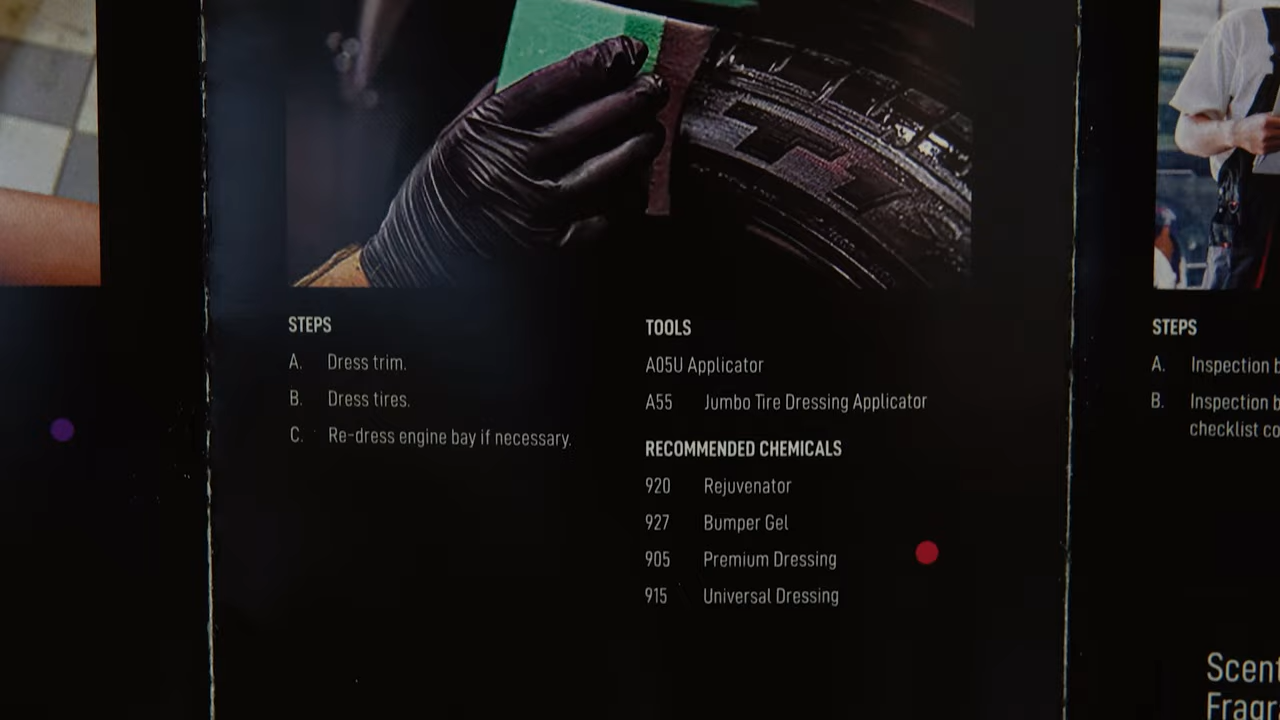 STEPS
A. Dress trim.
B. Dress tires.
C. Re-dress engine bay if necessary.
TOOLS
A05U Applicator
A55 Jumbo Tire Dressing Applicator
RECOMMENDED CHEMICALS
920 Rejuvenator
927 Bumper Gel
905 Premium Dressing
915 Universal Dressing
STEPS
A. Inspection
B. Inspection
checklist